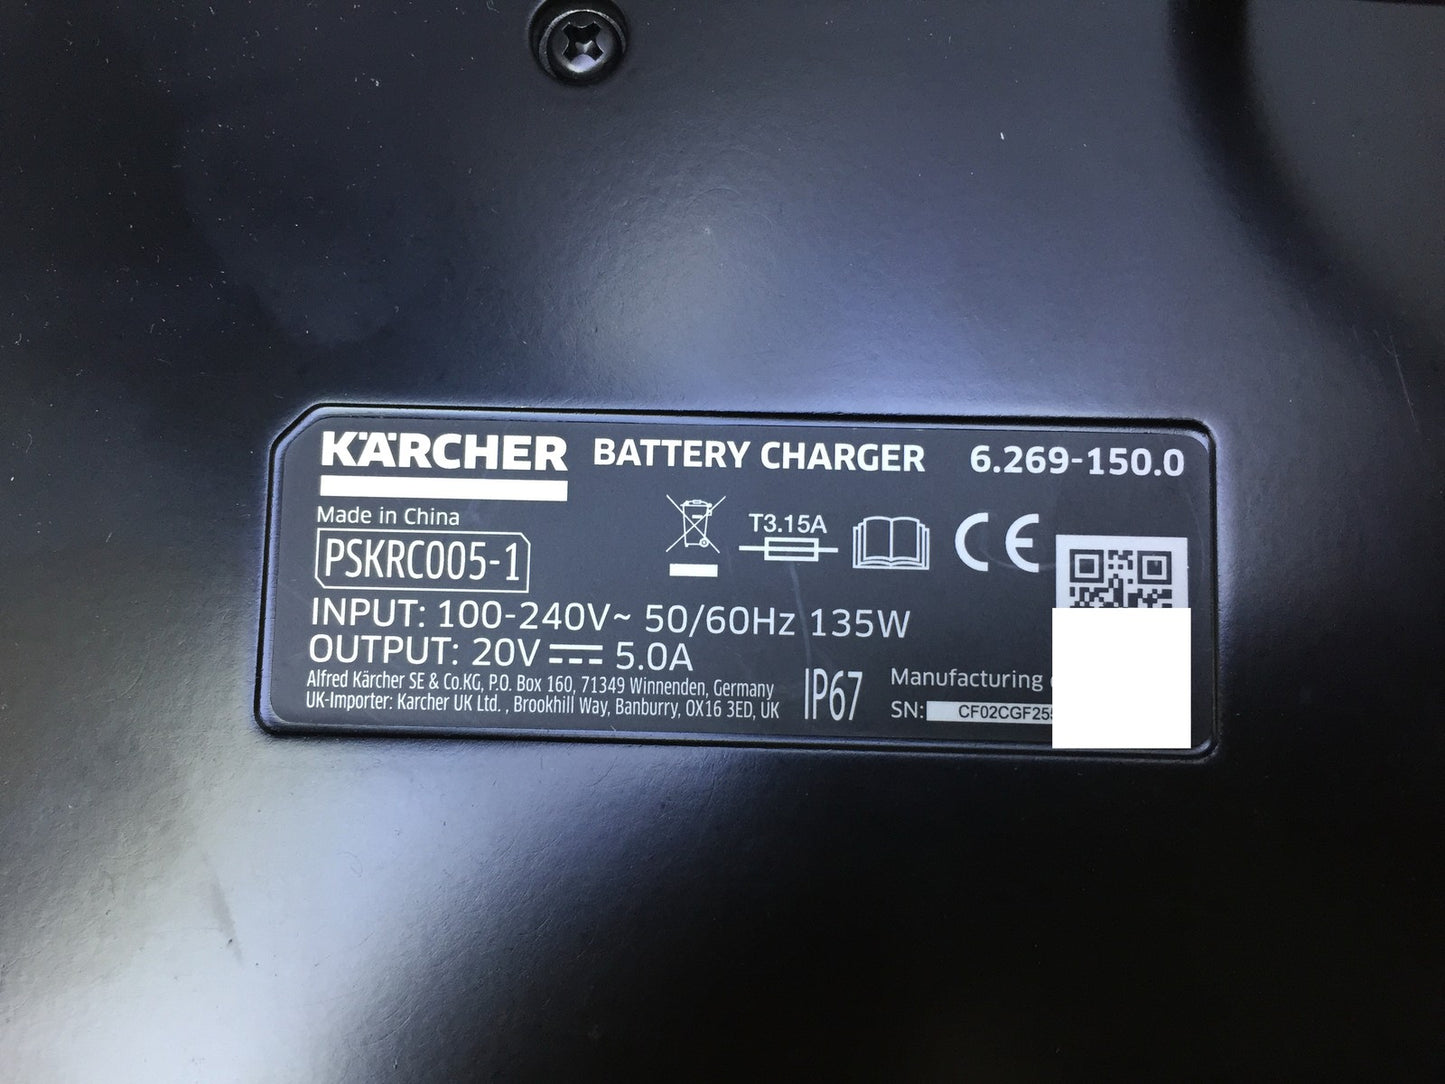 KÄRCHER BATTERY CHARGER 6.269-150.0
Made in China
T3.15A
CE
PSKRC005-1
INPUT: 100-240V~ 50/60Hz 135W
OUTPUT: 20V ⎓ 5.0A
Alfred Kärcher SE & Co.KG, P.O. Box 160, 71349 Winnenden, Germany
UK-Importer: Karcher UK Ltd. , Brookhill Way, Banburry, OX16 3ED, UK
IP67
Manufacturing
SN: CF02CGF25